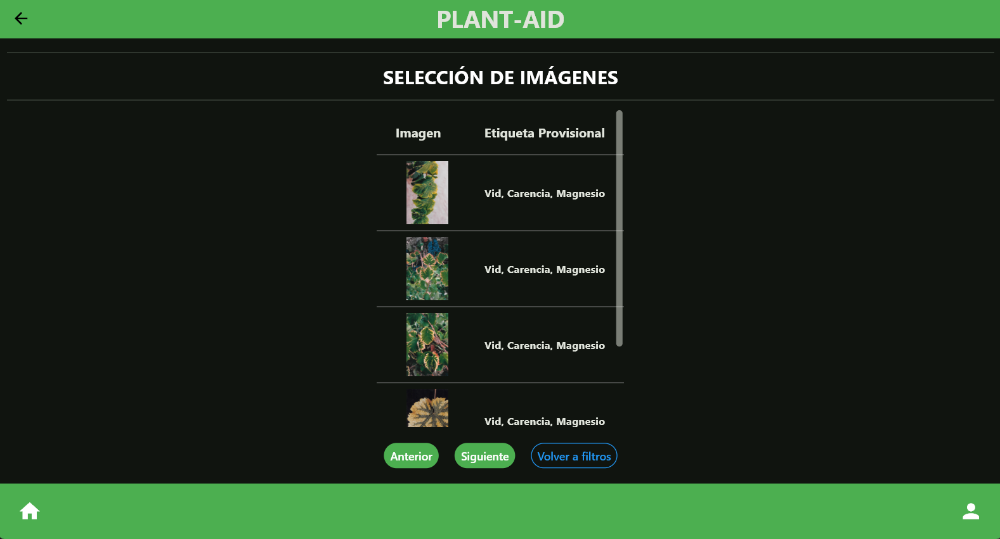 PLANT-AID
SELECCIÓN DE IMÁGENES
Imagen Etiqueta Provisional
Vid, Carencia, Magnesio
Vid, Carencia, Magnesio
Vid, Carencia, Magnesio
Vid, Carencia, Magnesio
Anterior Siguiente Volver a filtros